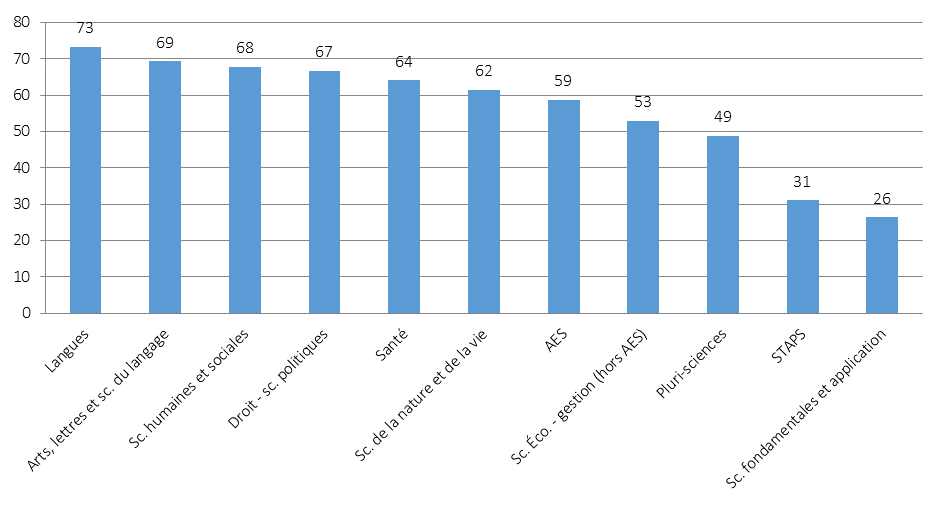 80
70
60
50
40
30
20
10
0
73
69
68
67
64
62
59
53
49
31
26
Langues
Arts, lettres et sc. du langage
Sc. humaines et sociales
Droit - sc. politiques
Santé
Sc. de la nature et de la vie
AES
Sc. Éco. - gestion (hors AES)
Pluri-sciences
STAPS
Sc. fondamentales et application